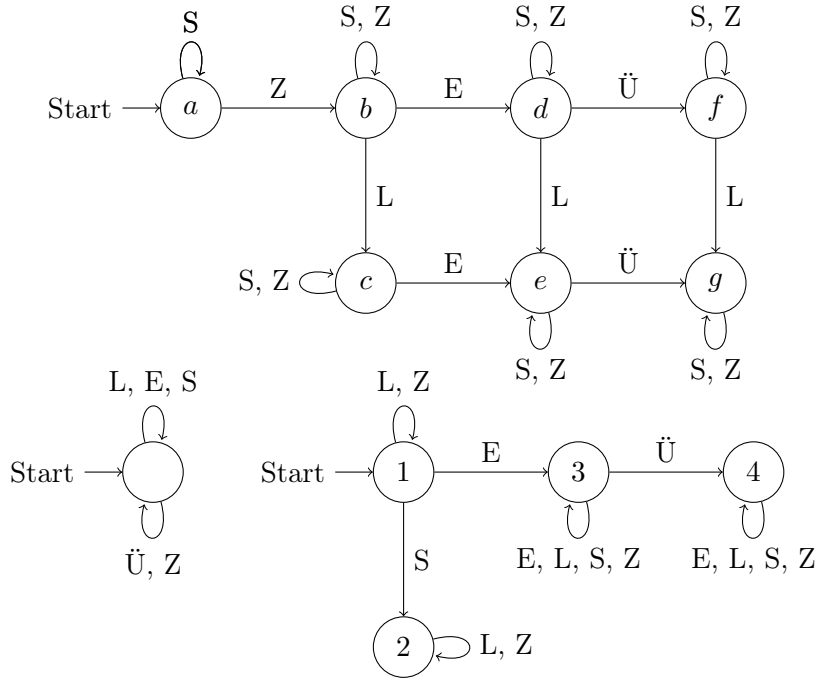 S S, Z S, Z S, Z
Start a Z b E d Ü f
L L L
S, Z c E e Ü g
S, Z S, Z
L, E, S L, Z
Start Start 1 E 3 Ü 4
Ü, Z S E, L, S, Z E, L, S, Z
2 L, Z